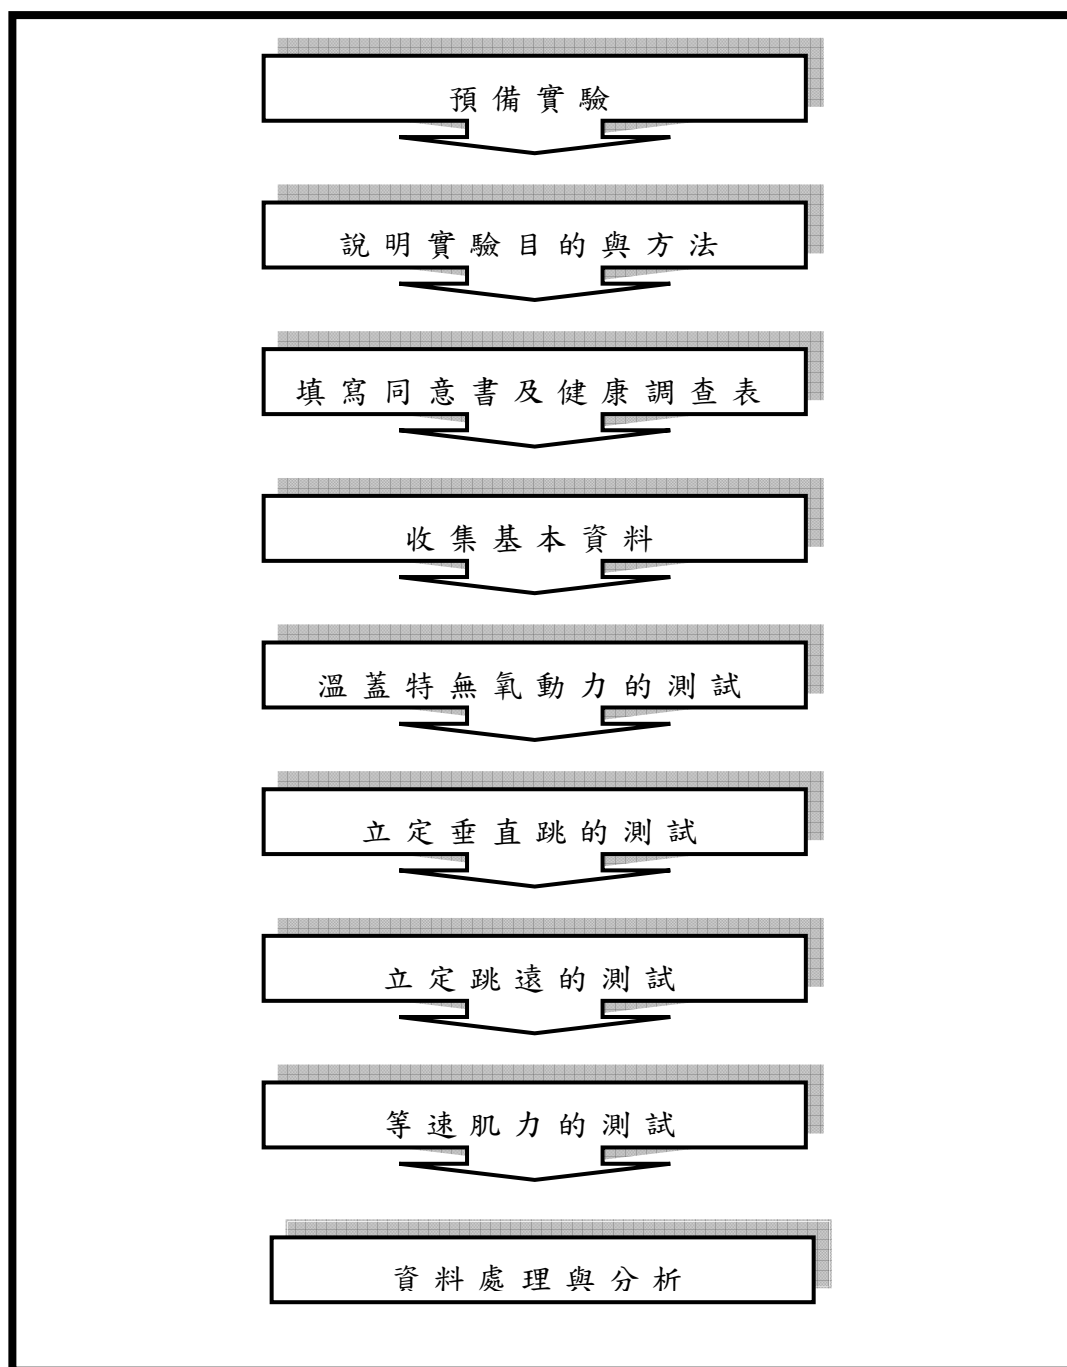 預備實驗
說明實驗目的與方法
填寫同意書及健康調查表
收集基本資料
溫蓋特無氧動力的測試
立定垂直跳的測試
立定跳遠的測試
等速肌力的測試
資料處理與分析